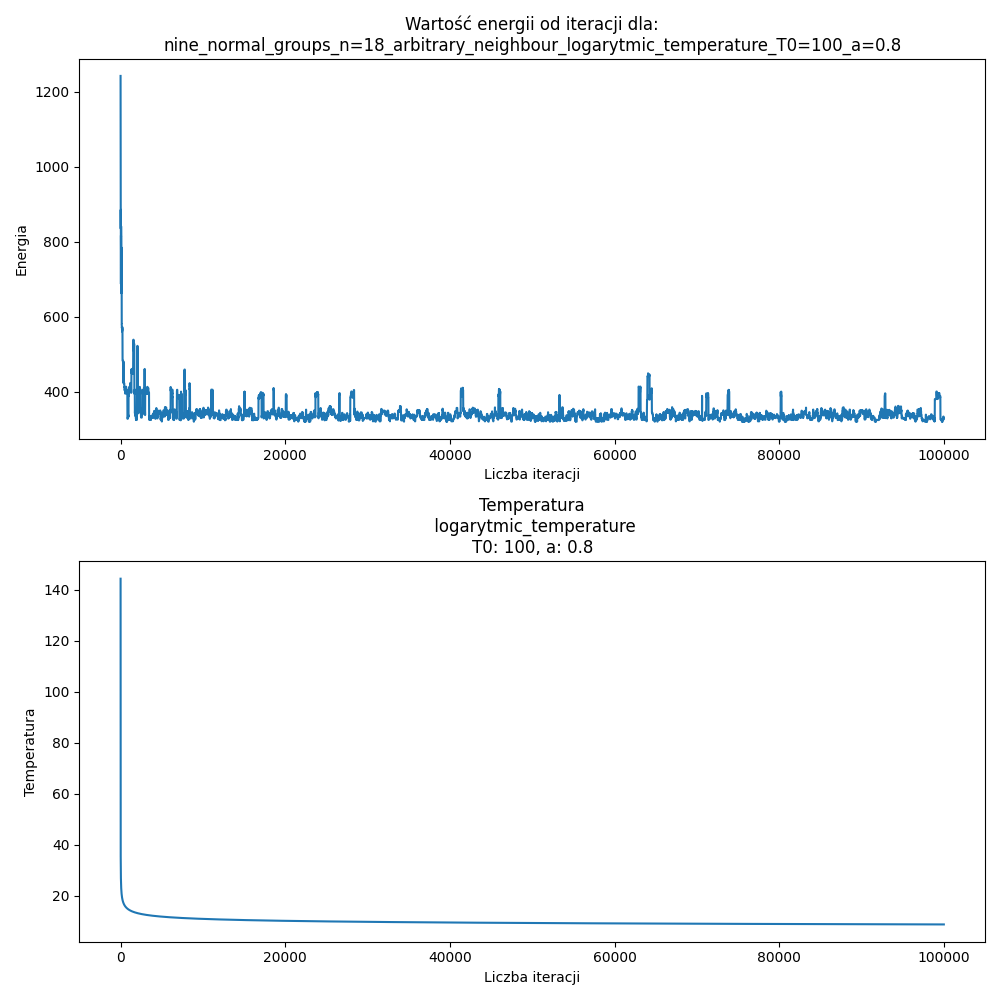 Wartość energii od iteracji dla:
nine_normal_groups_n=18_arbitrary_neighbour_logarytmic_temperature_T0=100_a=0.8
1200
1000
800
600
400
Energia
0
20000
40000
60000
80000
100000
Liczba iteracji
Temperatura
logarytmic_temperature
T0: 100, a: 0.8
140
120
100
80
60
40
20
Temperatura
0
20000
40000
60000
80000
100000
Liczba iteracji